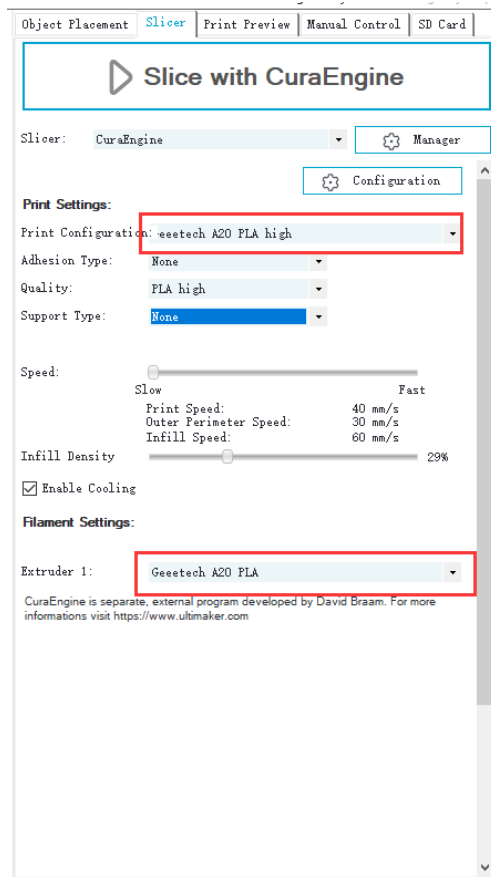 Object Placement Slicer Print Preview Manual Control SD Card
Slice with CuraEngine
Slicer: CuraEngine Manager
Configuration
Print Settings:
Print Configuration: eeetech A20 PLA high
Adhesion Type: None
Quality: PLA high
Support Type: None
Speed:
Slow Fast
Print Speed: 40 mm/s
Outer Perimeter Speed: 30 mm/s
Infill Speed: 60 mm/s
Infill Density 29%
Enable Cooling
Filament Settings:
Extruder 1: Geeetech A20 PLA
CuraEngine is separate, external program developed by David Braam. For more
informations visit https://www.ultimaker.com